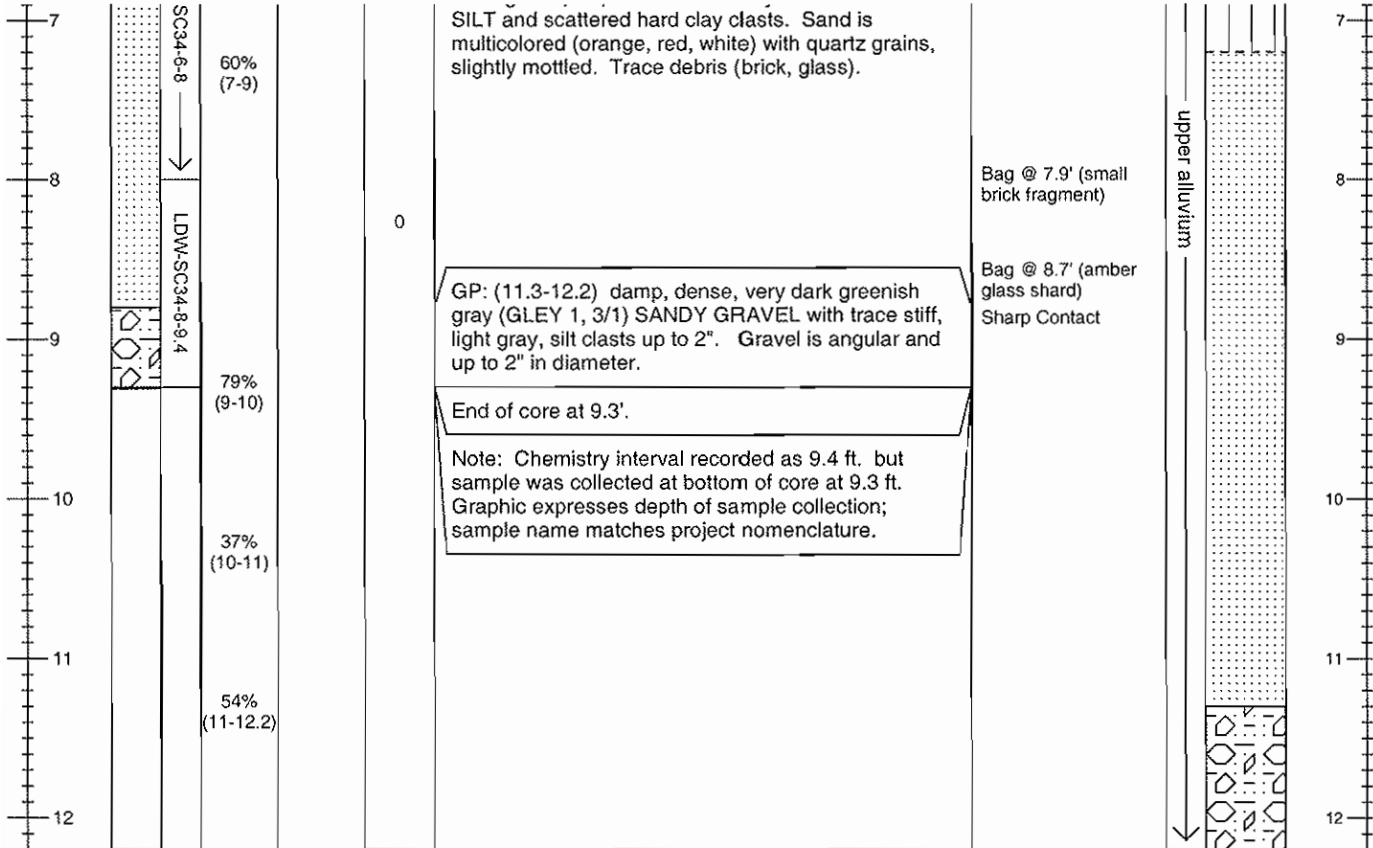 7
SC34-6-8
60%
(7-9)
SILT and scattered hard clay clasts. Sand is
multicolored (orange, red, white) with quartz grains,
slightly mottled. Trace debris (brick, glass).
7
8
LDW-SC34-8-9.4
0
Bag @ 7.9' (small
brick fragment)
upper alluvium
8
GP: (11.3-12.2) damp, dense, very dark greenish
gray (GLEY 1, 3/1) SANDY GRAVEL with trace stiff,
light gray, silt clasts up to 2". Gravel is angular and
up to 2" in diameter.
Bag @ 8.7' (amber
glass shard)
Sharp Contact
9
9
79%
(9-10)
End of core at 9.3'.
Note: Chemistry interval recorded as 9.4 ft. but
sample was collected at bottom of core at 9.3 ft.
Graphic expresses depth of sample collection;
sample name matches project nomenclature.
10
10
37%
(10-11)
11
11
54%
(11-12.2)
12
12